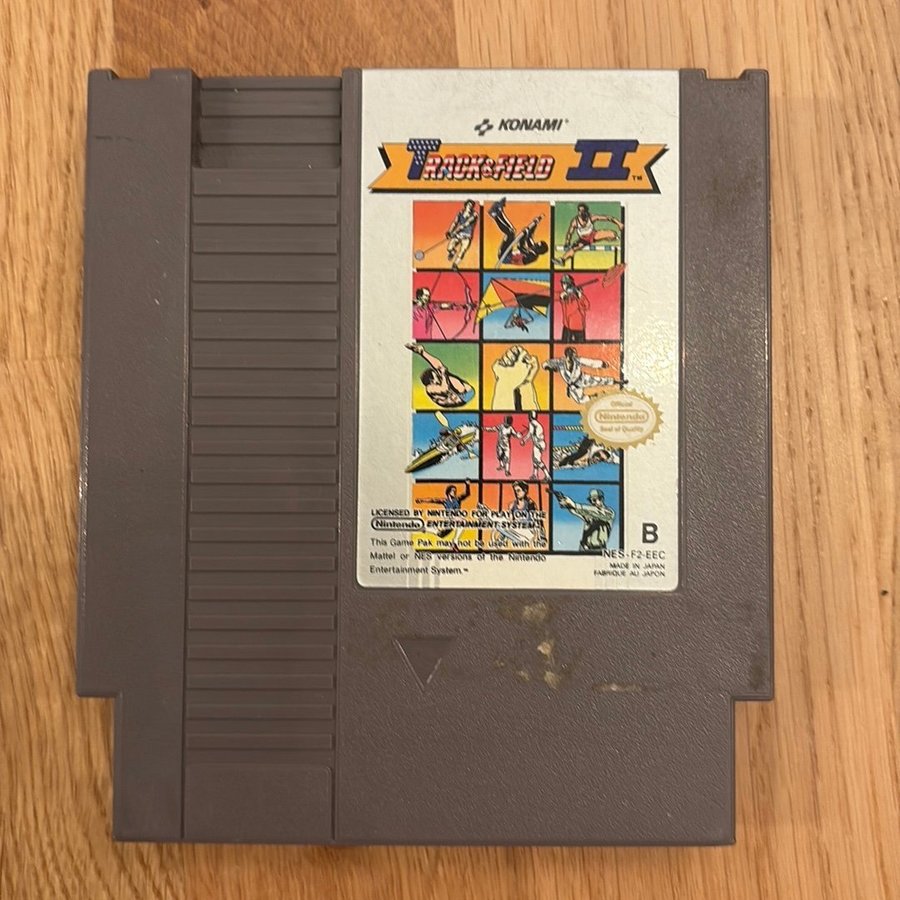 KONAMI®
TRACK & FIELD II ™
Official
Nintendo
Seal of Quality
LICENSED BY NINTENDO FOR PLAY ON THE
Nintendo ENTERTAINMENT SYSTEM™
This Game Pak may not be used with the
Mattel or NES versions of the Nintendo
Entertainment System.™
B
NES-F2-EEC
MADE IN JAPAN
FABRIQUE AU JAPON